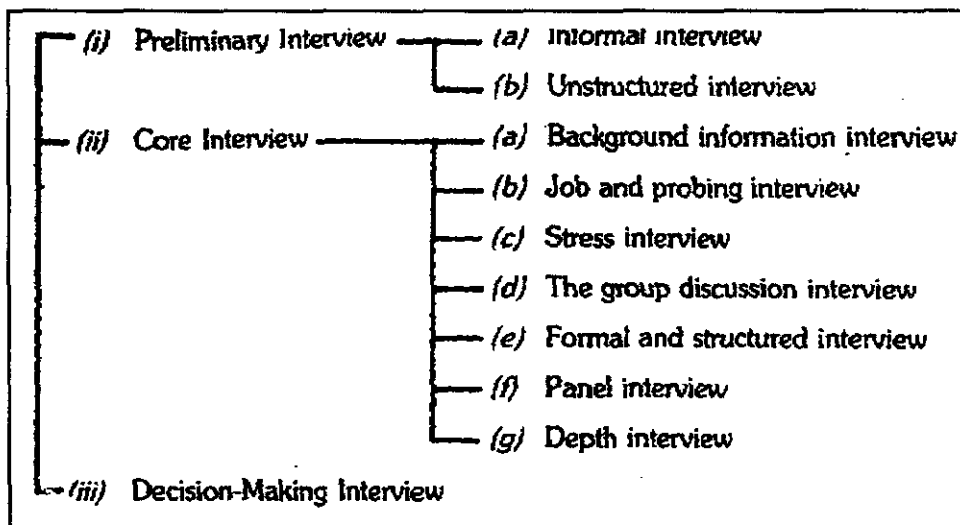 (i) Preliminary Interview (a) Informal interview
(b) Unstructured interview
(ii) Core Interview (a) Background information interview
(b) Job and probing interview
(c) Stress interview
(d) The group discussion interview
(e) Formal and structured interview
(f) Panel interview
(g) Depth interview
(iii) Decision-Making Interview